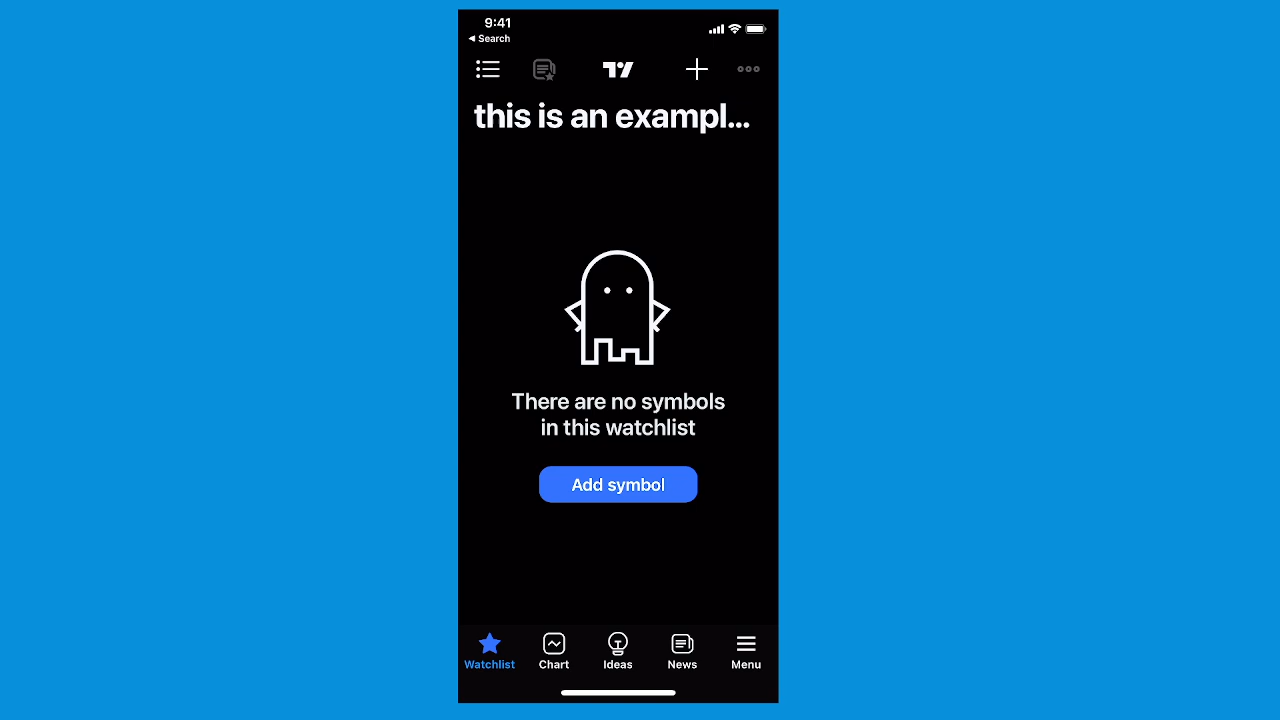 9:41
◀ Search
this is an exampl...
There are no symbols
in this watchlist
Add symbol
Watchlist Chart Ideas News Menu